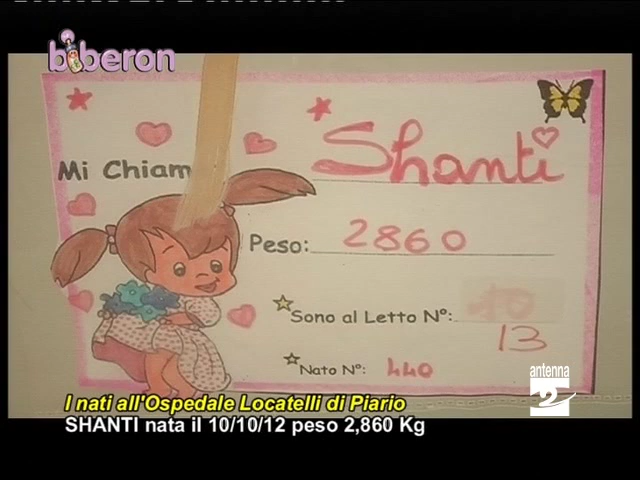 biberon
Mi Chiam Shanti
Peso: 2860
Sono al Letto N°:
13
Nato N°: 440
antenna
2
I nati all'Ospedale Locatelli di Piario
SHANTI nata il 10/10/12 peso 2,860 Kg